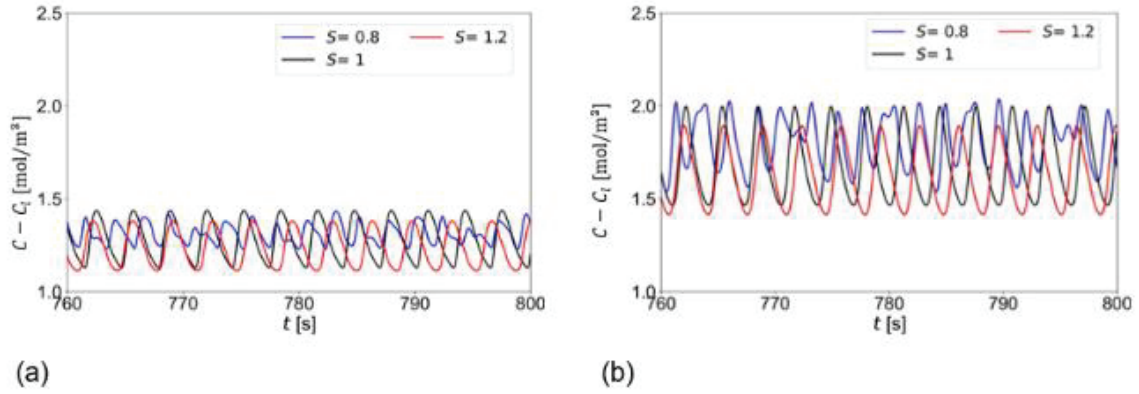 2.5
S= 0.8 S= 1.2
S= 1
2.0
C − Cₗ [mol/m³]
1.5
1.0
760 770 780 790 800
t [s]
(a)
2.5
S= 0.8 S= 1.2
S= 1
2.0
C − Cₗ [mol/m³]
1.5
1.0
760 770 780 790 800
t [s]
(b)